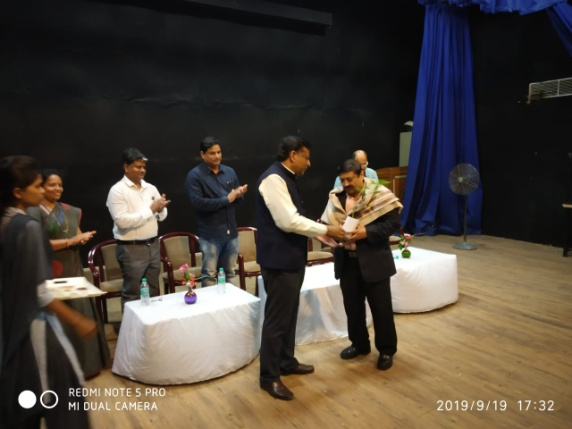 REDMI NOTE 5 PRO
MI DUAL CAMERA
2019/9/19 17:32